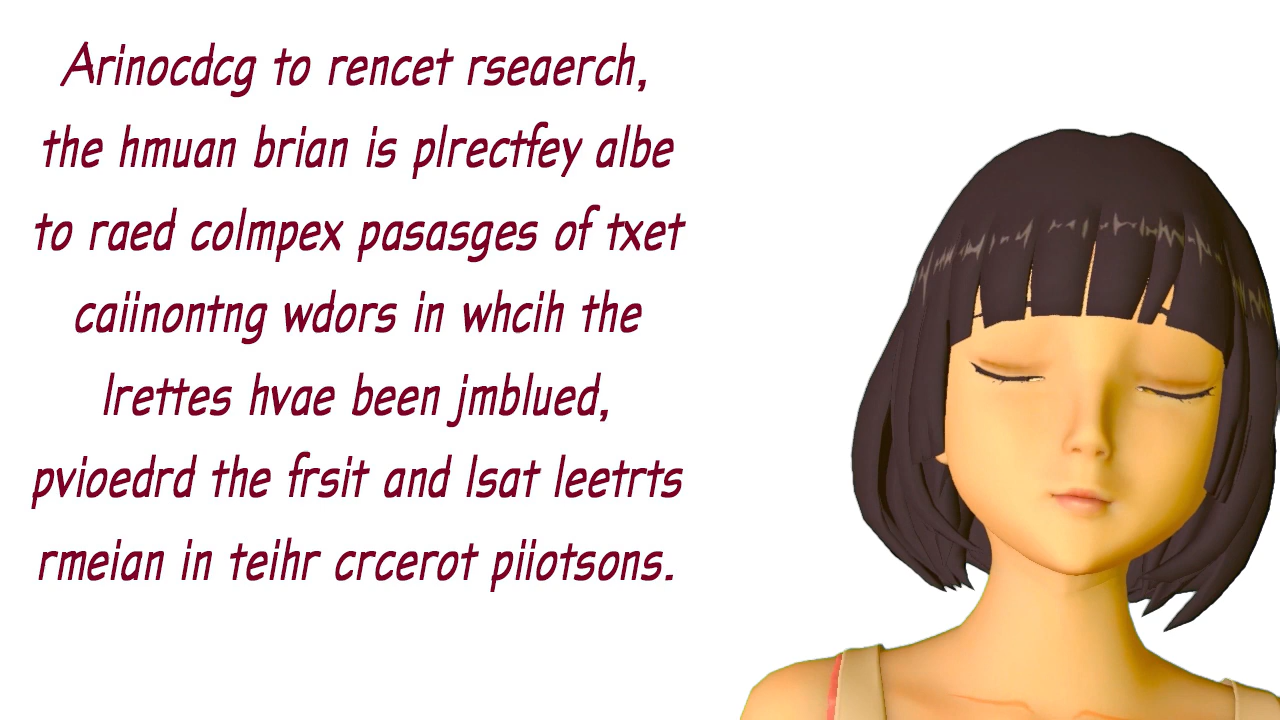 Arinocdcg to rencet rseaerch,
the hmuan brian is plrectfey albe
to raed colmpex pasasges of txet
caiinontng wdors in whcih the
lrettes hvae been jmblued,
pvioedrd the frsit and lsat leetrts
rmeian in teihr crcerot piiotsons.